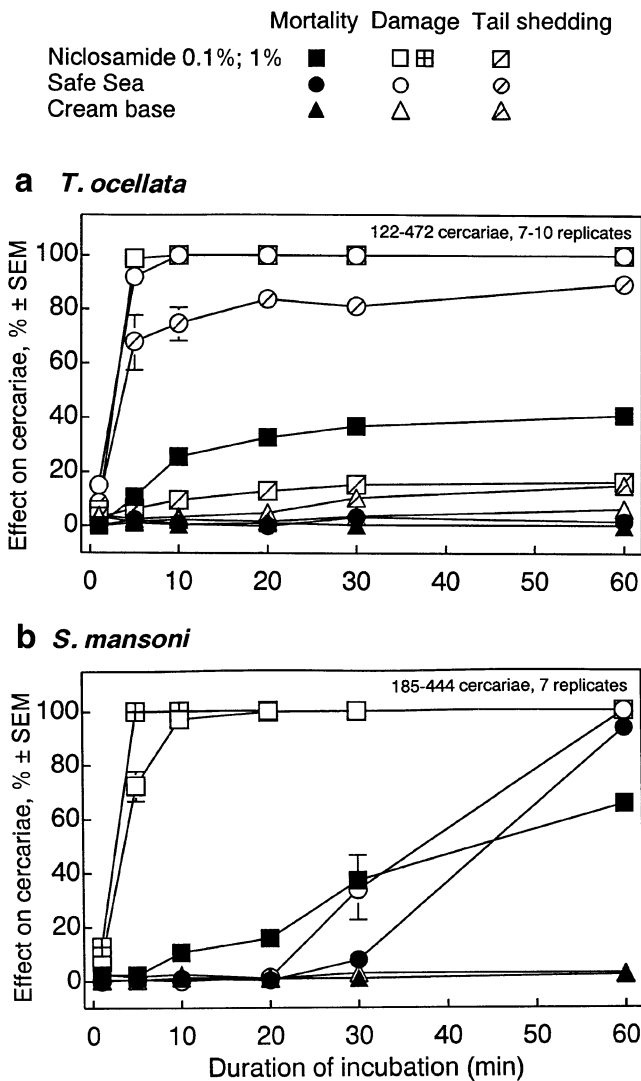 Mortality Damage Tail shedding
Niclosamide 0.1%; 1%
Safe Sea
Cream base
a T. ocellata
122-472 cercariae, 7-10 replicates
Effect on cercariae, % ± SEM
100
80
60
40
20
0
0 10 20 30 40 50 60
b S. mansoni
185-444 cercariae, 7 replicates
Effect on cercariae, % ± SEM
100
80
60
40
20
0
0 10 20 30 40 50 60
Duration of incubation (min)